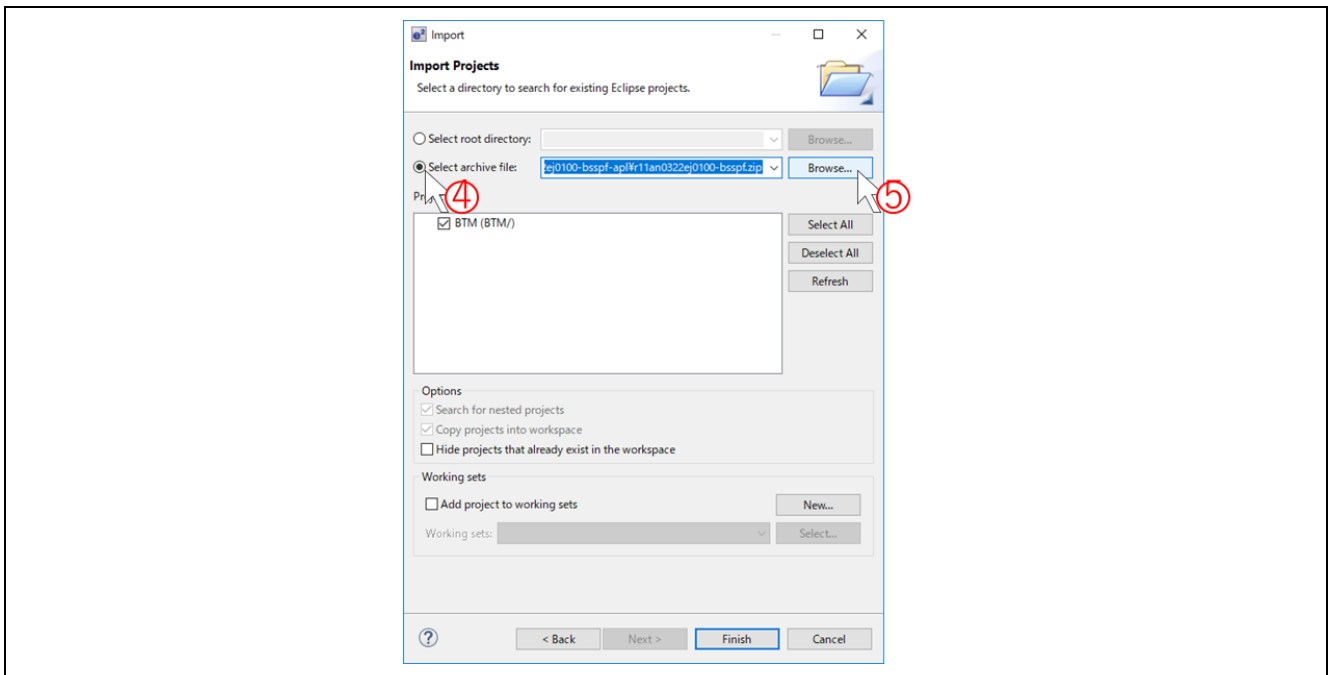 e² Import
Import Projects
Select a directory to search for existing Eclipse projects.
Select root directory: Browse...
Select archive file: ej0100-bsspf-apl¥r11an0322ej0100-bsspf.zip Browse...
④ ⑤
BTM (BTM/) Select All
Deselect All
Refresh
Options
Search for nested projects
Copy projects into workspace
Hide projects that already exist in the workspace
Working sets
Add project to working sets New...
Working sets: Select...
? < Back Next > Finish Cancel